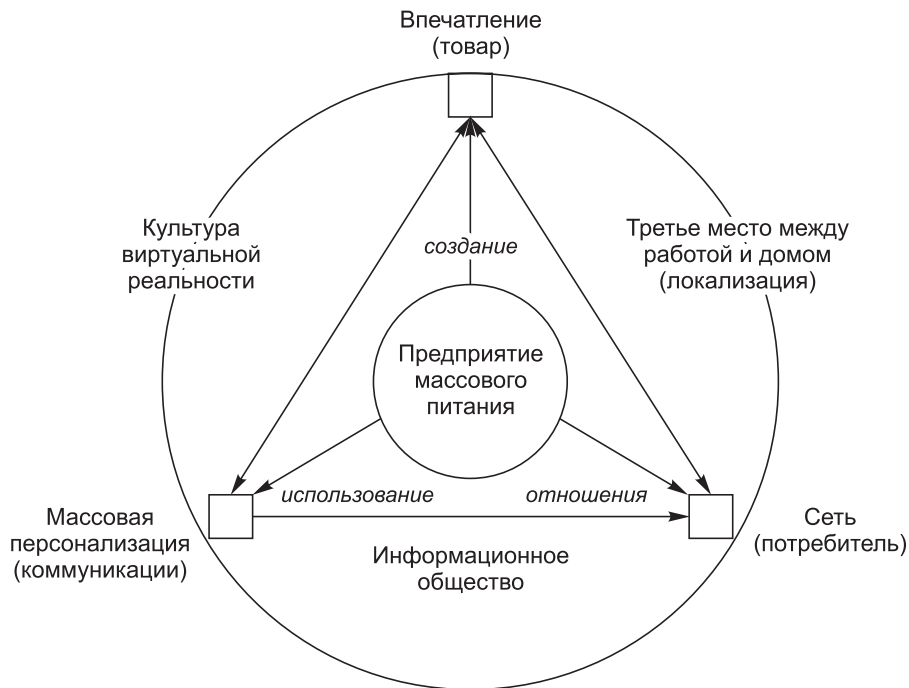 Впечатление
(товар)
Культура
виртуальной
реальности
создание
Третье место между
работой и домом
(локализация)
Предприятие
массового
питания
использование
отношения
Массовая
персонализация
(коммуникации)
Информационное
общество
Сеть
(потребитель)